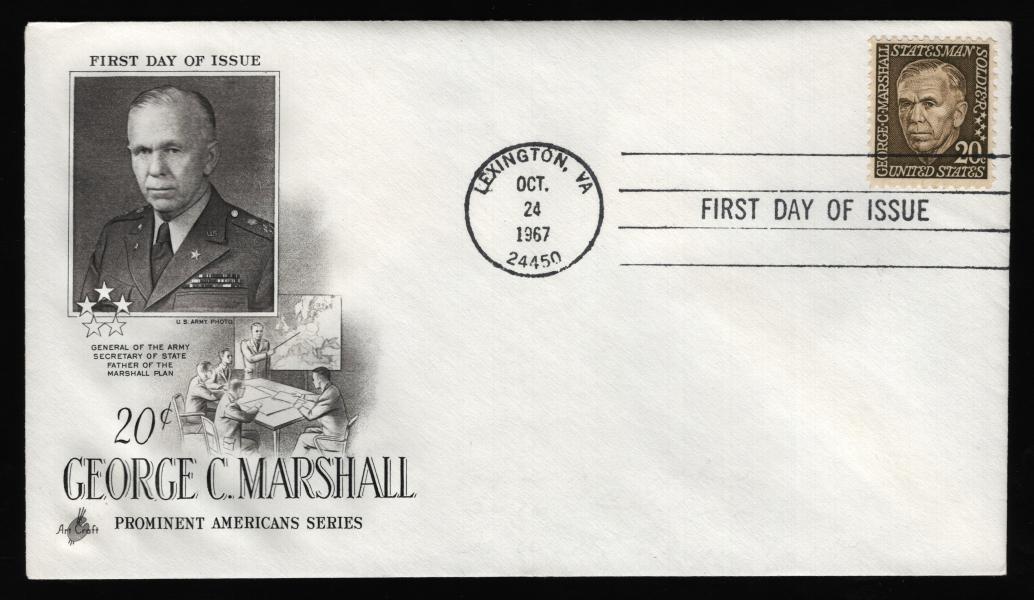 FIRST DAY OF ISSUE
U.S. ARMY PHOTO
GENERAL OF THE ARMY
SECRETARY OF STATE
FATHER OF THE
MARSHALL PLAN
20¢
GEORGE C. MARSHALL
Art Craft
PROMINENT AMERICANS SERIES
LEXINGTON, VA
OCT.
24
1967
24450
FIRST DAY OF ISSUE
GEORGE·C·MARSHALL
STATESMAN
SOLDIER
20c
UNITED STATES